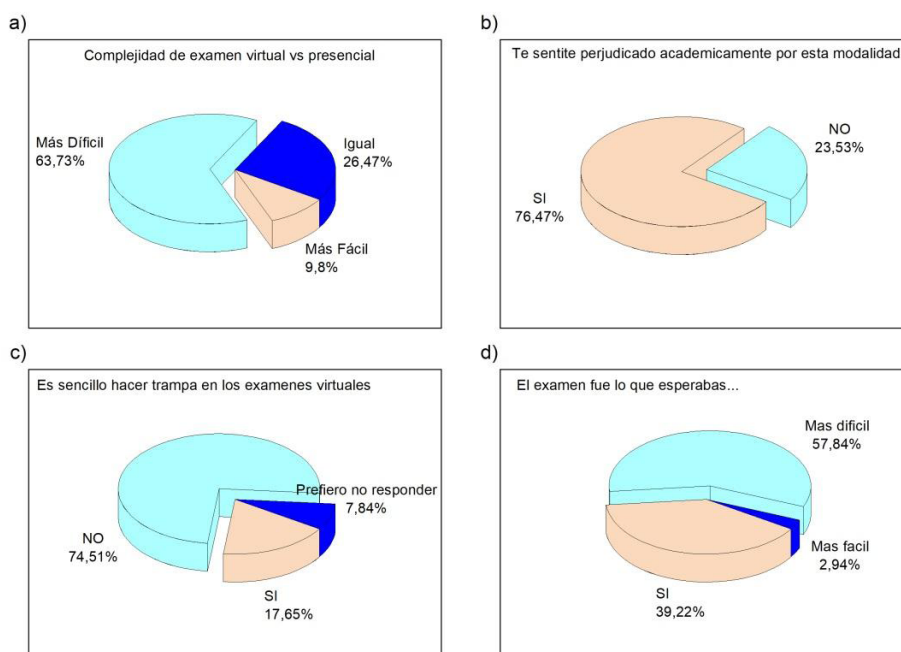 a)
Complejidad de examen virtual vs presencial
Más Díficil
63,73%
Igual
26,47%
Más Fácil
9,8%
b)
Te sentite perjudicado academicamente por esta modalidad
NO
23,53%
SI
76,47%
c)
Es sencillo hacer trampa en los examenes virtuales
Prefiero no responder
7,84%
NO
74,51%
SI
17,65%
d)
El examen fue lo que esperabas...
Mas dificil
57,84%
Mas facil
2,94%
SI
39,22%